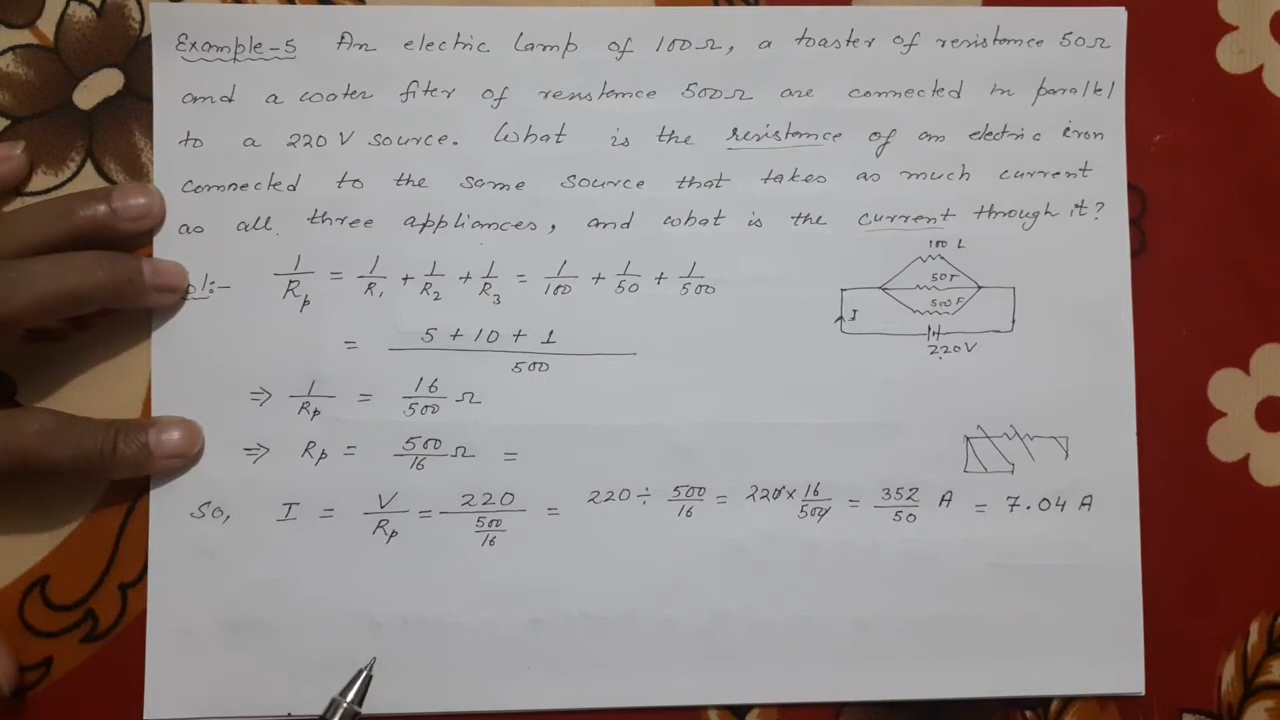 Example-5 An electric lamp of 100Ω, a toaster of resistance 50Ω
and a water fiter of resistance 500Ω are connected in parallel
to a 220 V source. What is the resistance of an electric iron
connected to the same source that takes as much current
as all three appliances, and what is the current through it?
ol:- 1/Rp = 1/R1 + 1/R2 + 1/R3 = 1/100 + 1/50 + 1/500
= 5 + 10 + 1 / 500
⇒ 1/Rp = 16/500 Ω
⇒ Rp = 500/16 Ω =
So, I = V/Rp = 220/(500/16) = 220 ÷ 500/16 = 220 × 16/500 = 352/50 A = 7.04 A
100 L
50T
500F
I
220V